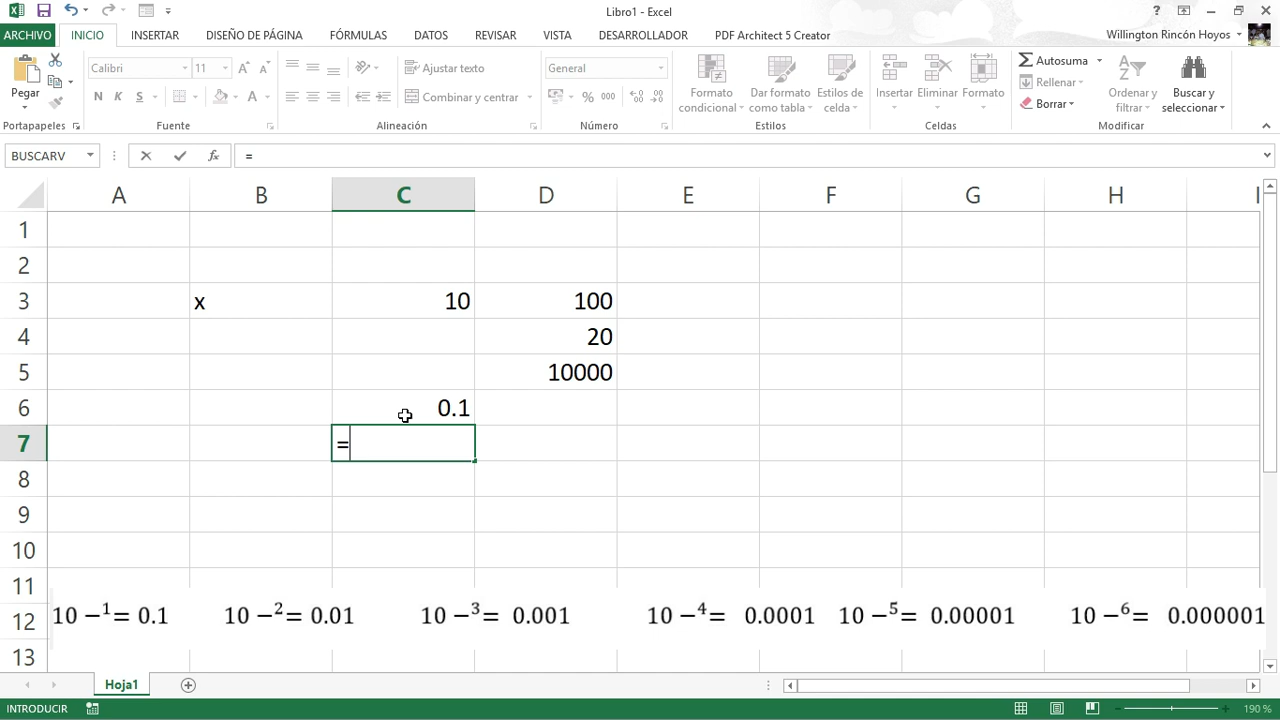 Libro1 - Excel
ARCHIVO INICIO INSERTAR DISEÑO DE PÁGINA FÓRMULAS DATOS REVISAR VISTA DESARROLLADOR PDF Architect 5 Creator Willington Rincón Hoyos
Pegar
Calibri 11
N K S A
Ajustar texto
Combinar y centrar
General
% 000
Formato condicional
Dar formato como tabla
Estilos de celda
Insertar Eliminar Formato
Autosuma
Rellenar
Borrar
Ordenar y filtrar
Buscar y seleccionar
Portapapeles Fuente Alineación Número Estilos Celdas Modificar
BUSCARV fx =
A B C D E F G H I
1
2
3 x 10 100
4 20
5 10000
6 0.1
7 =
8
9
10
11
12 10 −¹= 0.1 10 −²= 0.01 10 −³= 0.001 10 −⁴= 0.0001 10 −⁵= 0.00001 10 −⁶= 0.000001
13
Hoja1
INTRODUCIR 190 %